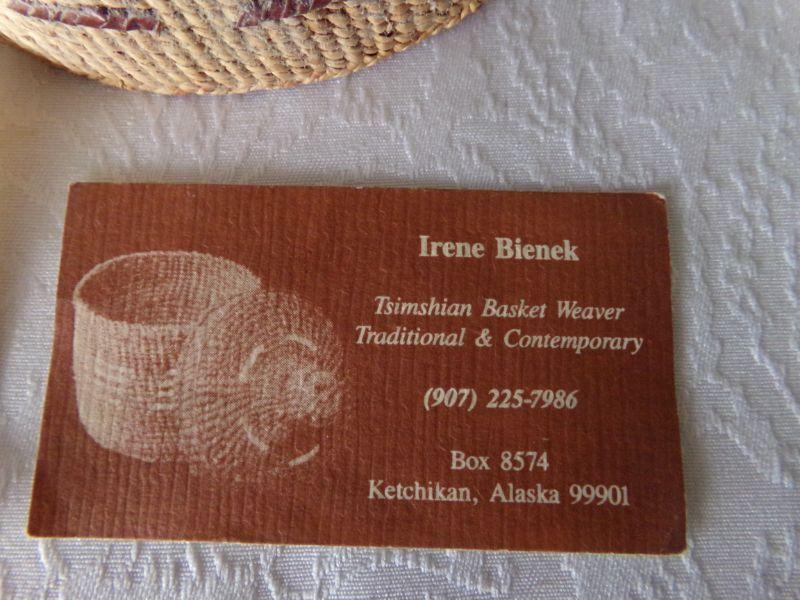 Irene Bienek
Tsimshian Basket Weaver
Traditional & Contemporary
(907) 225-7986
Box 8574
Ketchikan, Alaska 99901